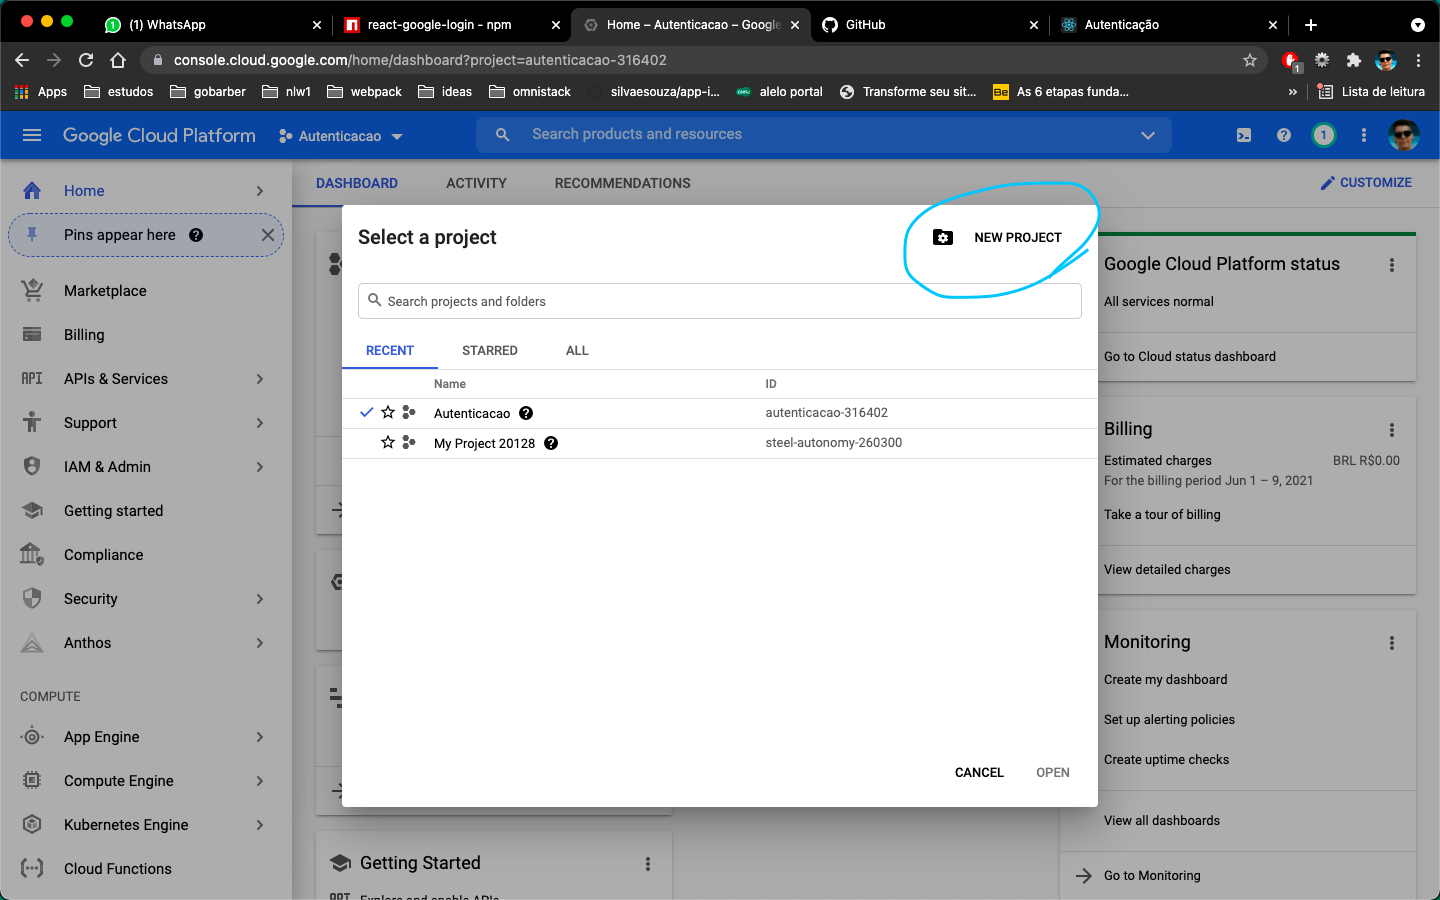 (1) WhatsApp
react-google-login - npm
Home – Autenticacao – Google
GitHub
Autenticação
console.cloud.google.com/home/dashboard?project=autenticacao-316402
1
Apps
estudos
gobarber
nlw1
webpack
ideas
omnistack
silvaesouza/app-i...
alelo portal
Transforme seu sit...
Be
As 6 etapas funda...
»
Lista de leitura
Google Cloud Platform
Autenticacao
Search products and resources
1
Home
Pins appear here
Marketplace
Billing
API
APIs & Services
Support
IAM & Admin
Getting started
Compliance
Security
Anthos
COMPUTE
App Engine
Compute Engine
Kubernetes Engine
Cloud Functions
DASHBOARD
ACTIVITY
RECOMMENDATIONS
CUSTOMIZE
Select a project
NEW PROJECT
Search projects and folders
RECENT
STARRED
ALL
Name
ID
Autenticacao
autenticacao-316402
My Project 20128
steel-autonomy-260300
CANCEL
OPEN
Getting Started
API
Explore and enable APIs
Google Cloud Platform status
All services normal
Go to Cloud status dashboard
Billing
Estimated charges
BRL R$0.00
For the billing period Jun 1 – 9, 2021
Take a tour of billing
View detailed charges
Monitoring
Create my dashboard
Set up alerting policies
Create uptime checks
View all dashboards
Go to Monitoring